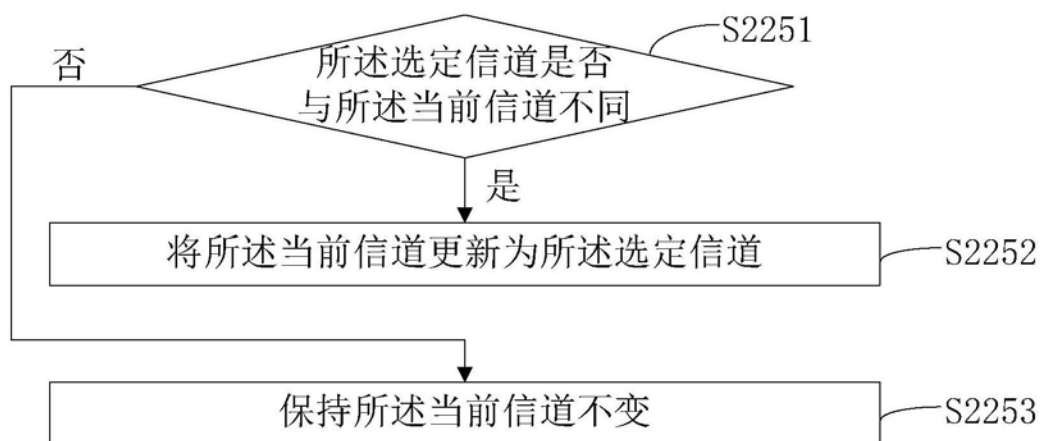 S2251
否
所述选定信道是否
与所述当前信道不同
是
将所述当前信道更新为所述选定信道
S2252
保持所述当前信道不变
S2253